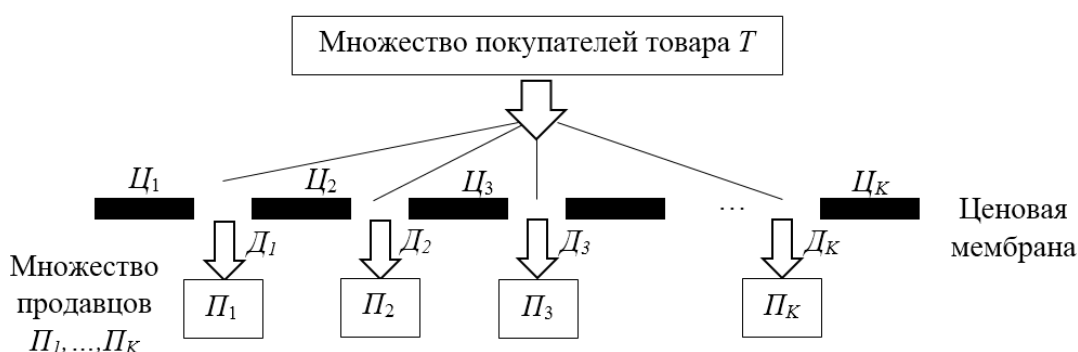 Множество покупателей товара Т
Ц1 Ц2 Ц3 ЦK
...
Ценовая
мембрана
Д1 Д2 Д3 ДK
Множество
продавцов
П1,...,ПK
П1 П2 П3 ПK